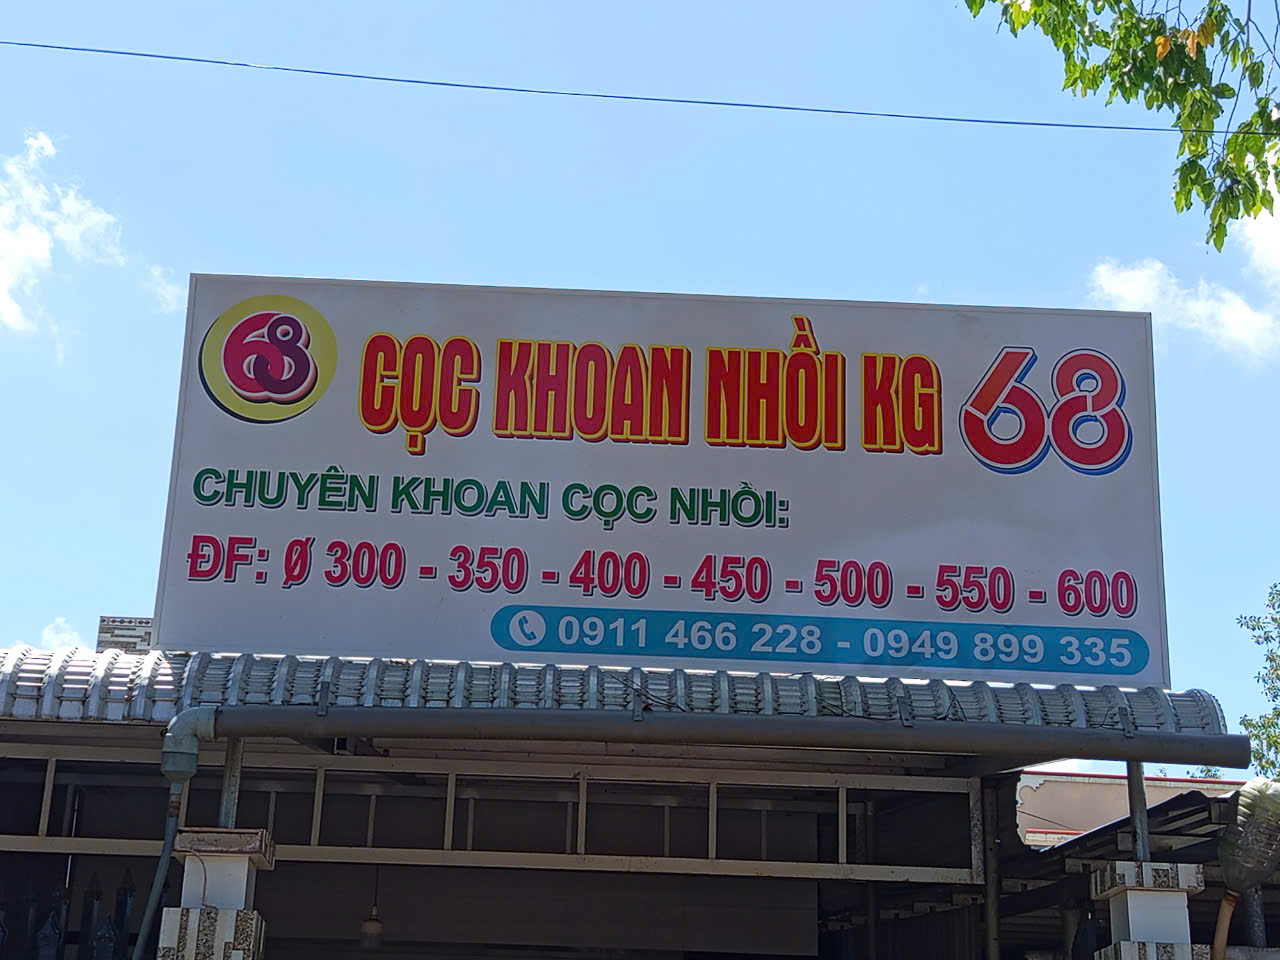 68 CỌC KHOAN NHỒI KG 68
CHUYÊN KHOAN CỌC NHỒI:
ĐF: Ø 300 - 350 - 400 - 450 - 500 - 550 - 600
0911 466 228 - 0949 899 335